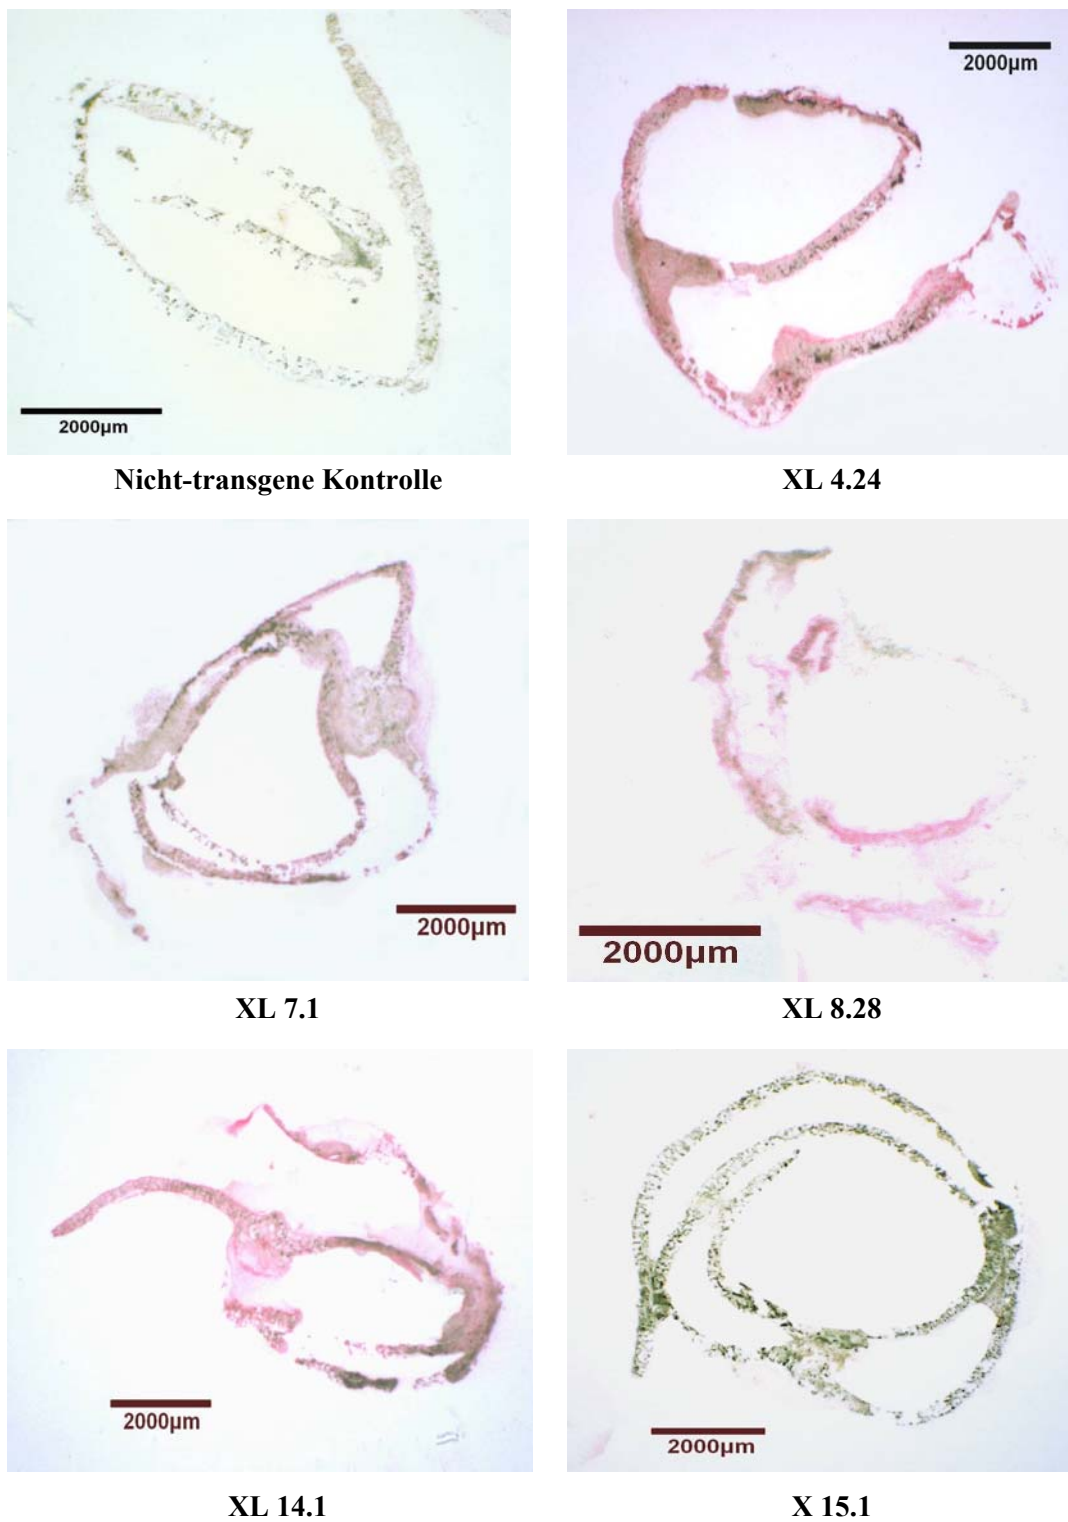 2000µm
2000µm
Nicht-transgene Kontrolle
XL 4.24
2000µm
2000µm
XL 7.1
XL 8.28
2000µm
2000µm
XL 14.1
X 15.1